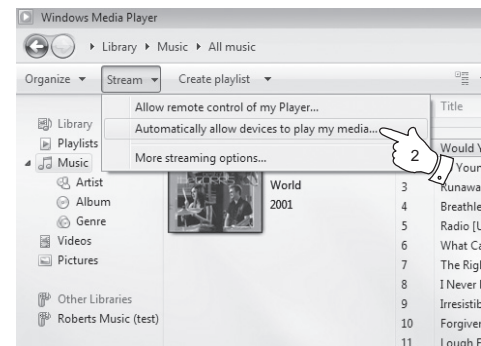 Windows Media Player
Library Music All music
Organize Stream Create playlist
Allow remote control of my Player...
Automatically allow devices to play my media...
More streaming options...
2
Title
Library
Playlists
Music
Artist
Album
Genre
Videos
Pictures
Other Libraries
Roberts Music (test)
World
2001
Would Y
Your
3 Runawa
4 Breathle
5 Radio [U
6 What Ca
7 The Righ
8 I Never
9 Irresistib
10 Forgiven
11 Lough E